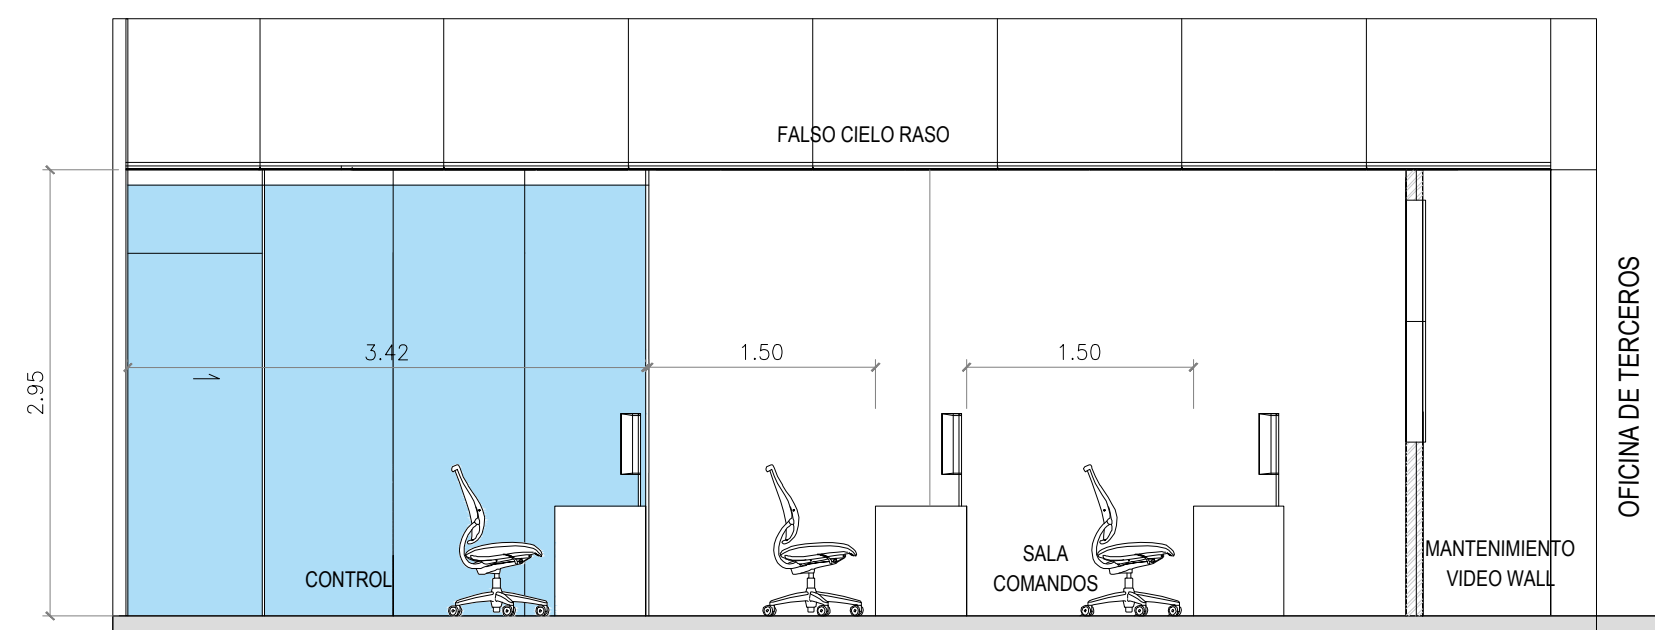 FALSO CIELO RASO
3.42
1.50
1.50
2.95
OFICINA DE TERCEROS
CONTROL
SALA
COMANDOS
MANTENIMIENTO
VIDEO WALL